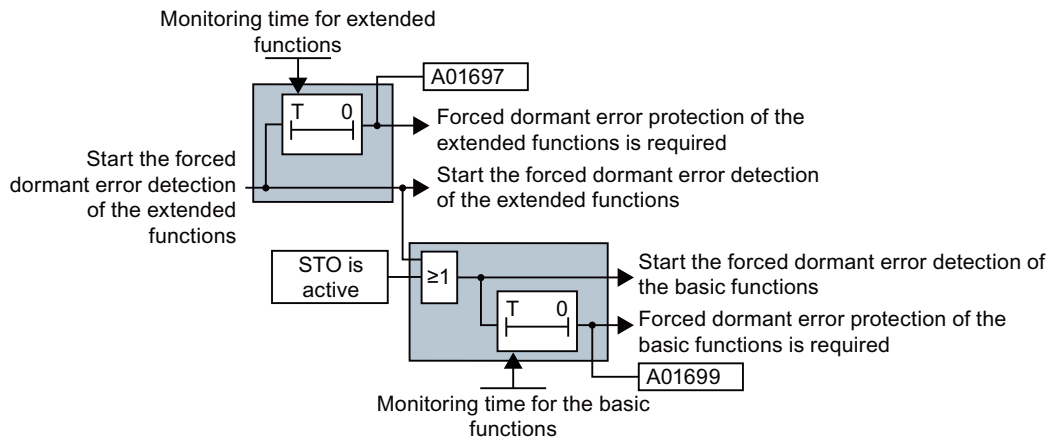 Monitoring time for extended
functions
A01697
T 0
Forced dormant error protection of the
extended functions is required
Start the forced
dormant error detection
of the extended
functions
Start the forced dormant error detection
of the extended functions
STO is
active
≥1
Start the forced dormant error detection of
the basic functions
T 0
Forced dormant error protection of the
basic functions is required
A01699
Monitoring time for the basic
functions